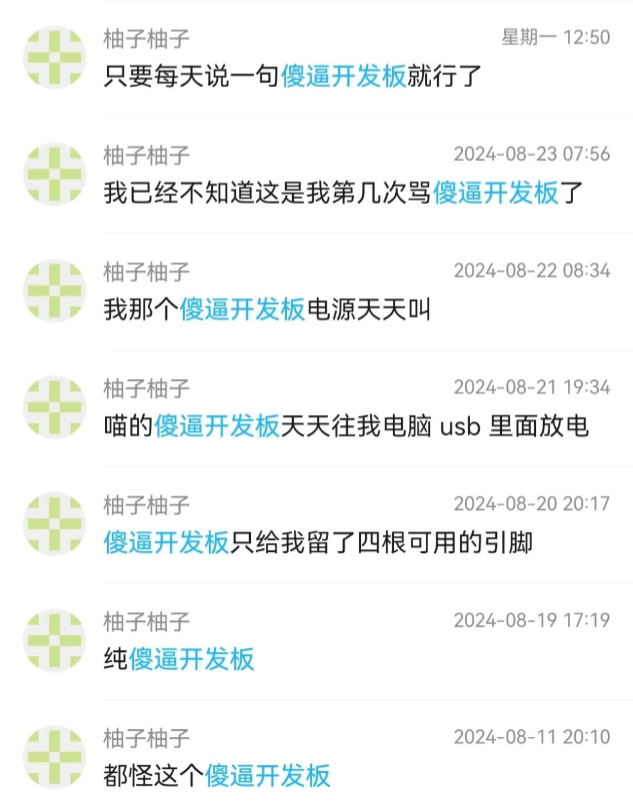 柚子柚子 星期一 12:50
只要每天说一句傻逼开发板就行了
柚子柚子 2024-08-23 07:56
我已经不知道这是我第几次骂傻逼开发板了
柚子柚子 2024-08-22 08:34
我那个傻逼开发板电源天天叫
柚子柚子 2024-08-21 19:34
喵的傻逼开发板天天往我电脑 usb 里面放电
柚子柚子 2024-08-20 20:17
傻逼开发板只给我留了四根可用的引脚
柚子柚子 2024-08-19 17:19
纯傻逼开发板
柚子柚子 2024-08-11 20:10
都怪这个傻逼开发板